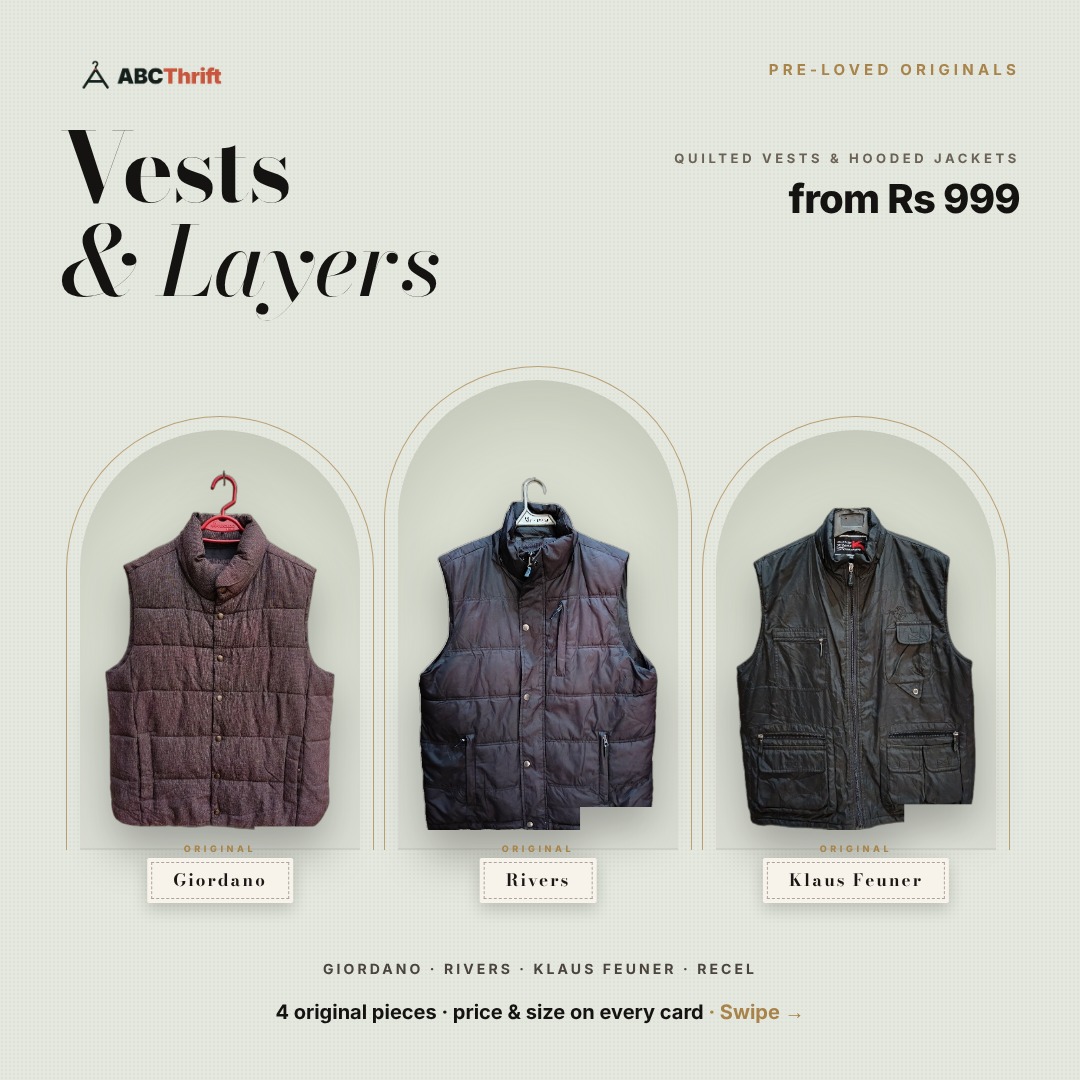 ABCThrift
PRE-LOVED ORIGINALS
Vests
& Layers
QUILTED VESTS & HOODED JACKETS
from Rs 999
ORIGINAL
Giordano
ORIGINAL
Rivers
ORIGINAL
Klaus Feuner
GIORDANO · RIVERS · KLAUS FEUNER · RECEL
4 original pieces · price & size on every card · Swipe →